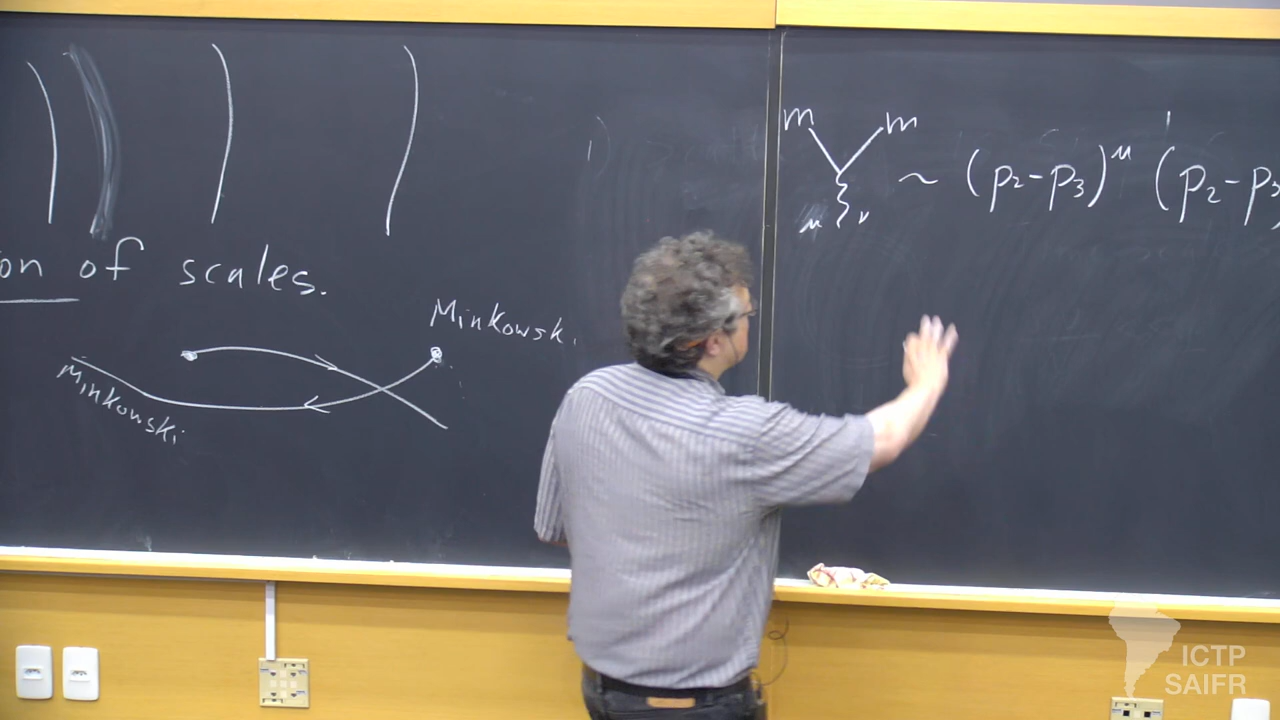 on of scales.
Minkowski
Minkowski
m m
μ ν
~ (p₂-p₃)^μ (p₂-p₃
ICTP
SAIFR